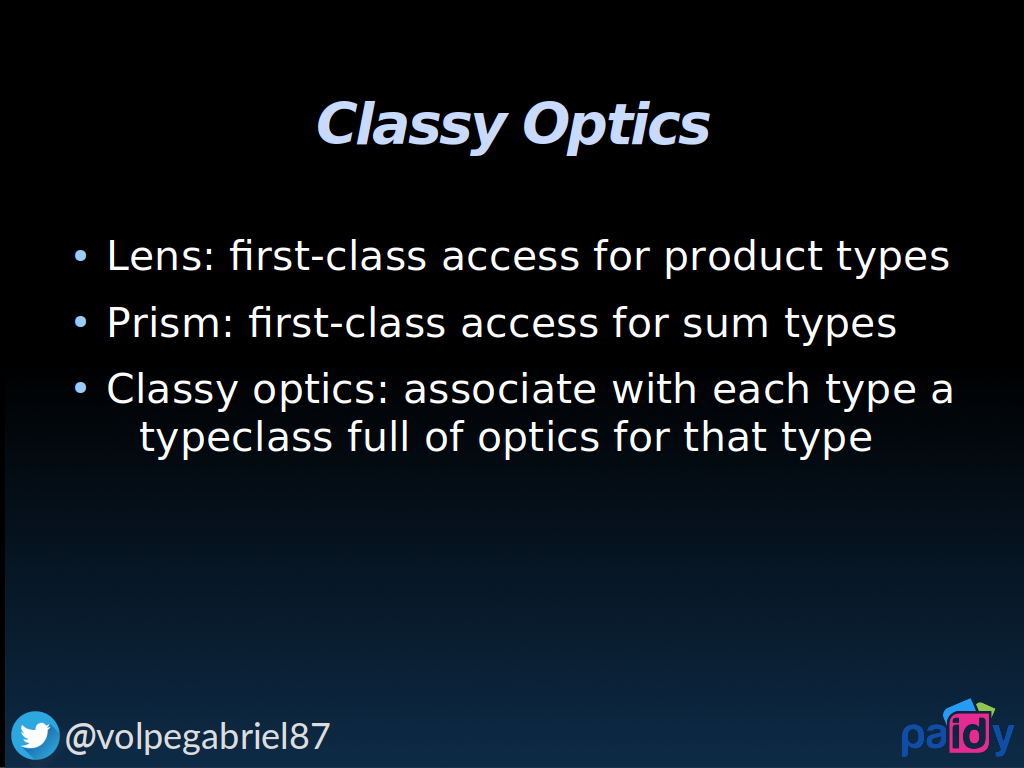 Classy Optics
• Lens: first-class access for product types
• Prism: first-class access for sum types
• Classy optics: associate with each type a
typeclass full of optics for that type
@volpegabriel87
paidy